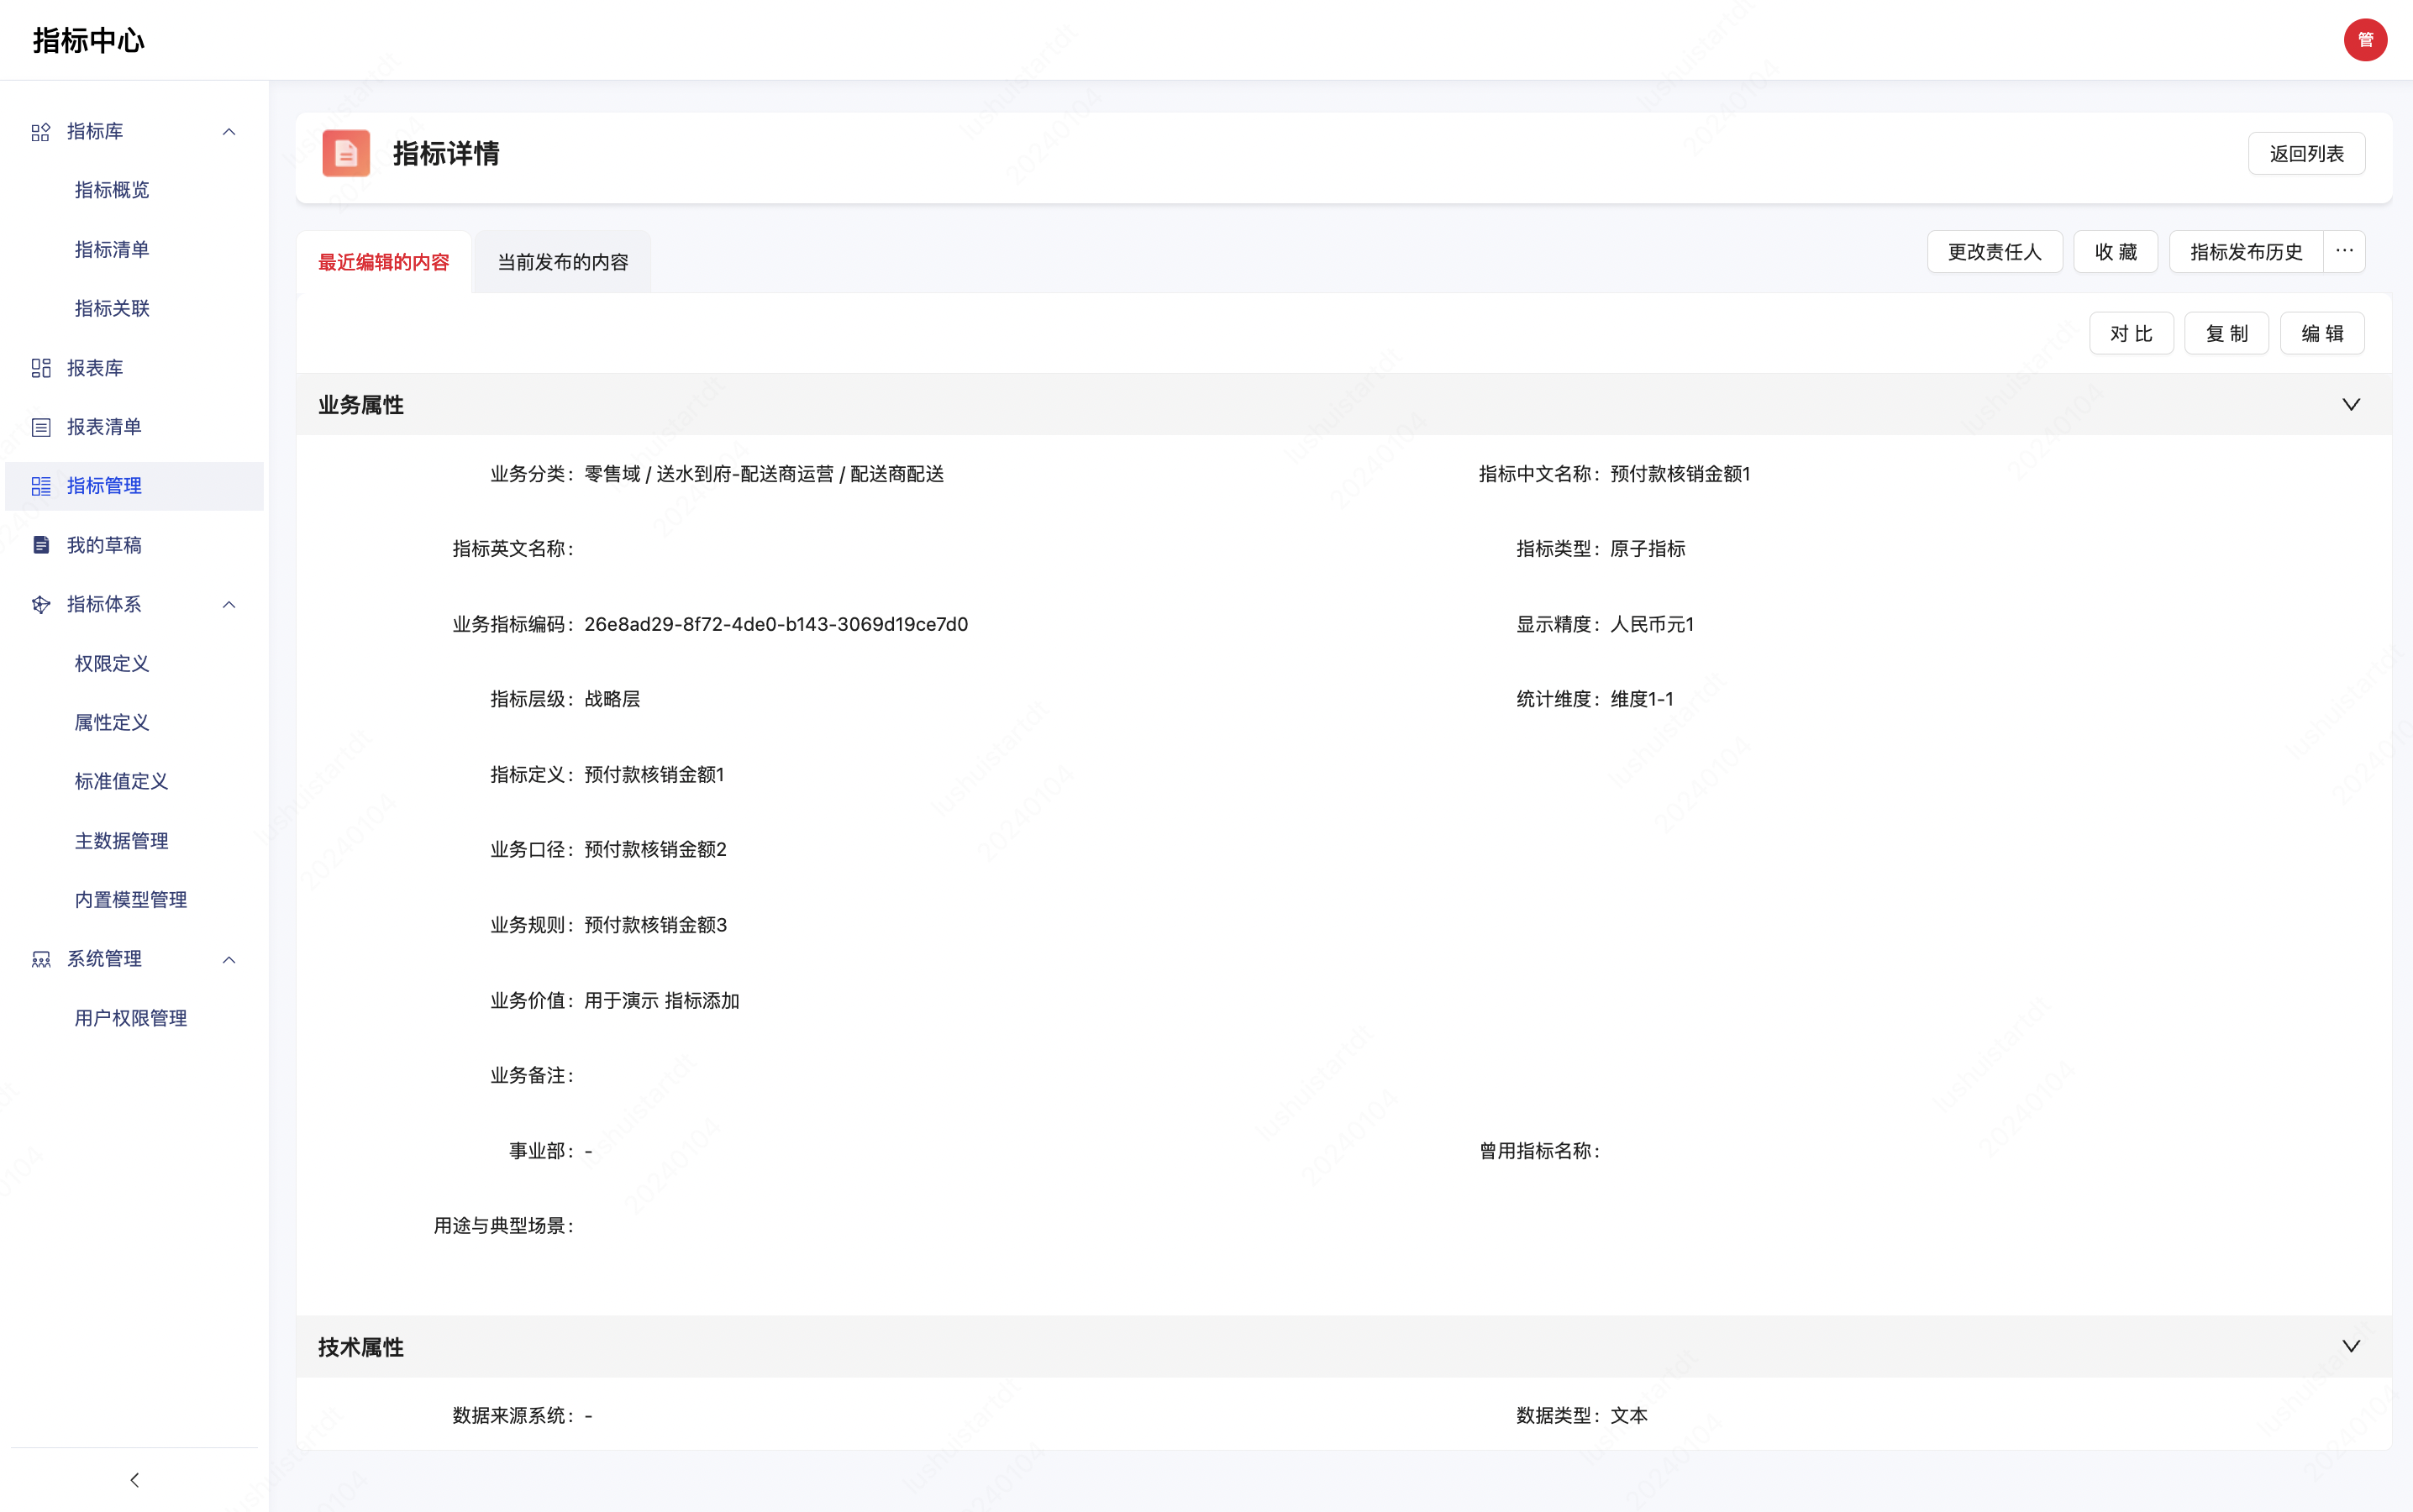 指标中心
管
指标库
指标概览
指标清单
指标关联
报表库
报表清单
指标管理
我的草稿
指标体系
权限定义
属性定义
标准值定义
主数据管理
内置模型管理
系统管理
用户权限管理
指标详情
返回列表
最近编辑的内容 当前发布的内容
更改责任人 收 藏 指标发布历史 ···
对 比 复 制 编 辑
业务属性
业务分类: 零售域 / 送水到府-配送商运营 / 配送商配送 指标中文名称: 预付款核销金额1
指标英文名称: 指标类型: 原子指标
业务指标编码: 26e8ad29-8f72-4de0-b143-3069d19ce7d0 显示精度: 人民币元1
指标层级: 战略层 统计维度: 维度1-1
指标定义: 预付款核销金额1
业务口径: 预付款核销金额2
业务规则: 预付款核销金额3
业务价值: 用于演示 指标添加
业务备注:
事业部: - 曾用指标名称:
用途与典型场景:
技术属性
数据来源系统: - 数据类型: 文本
lushuistartdt
20240104